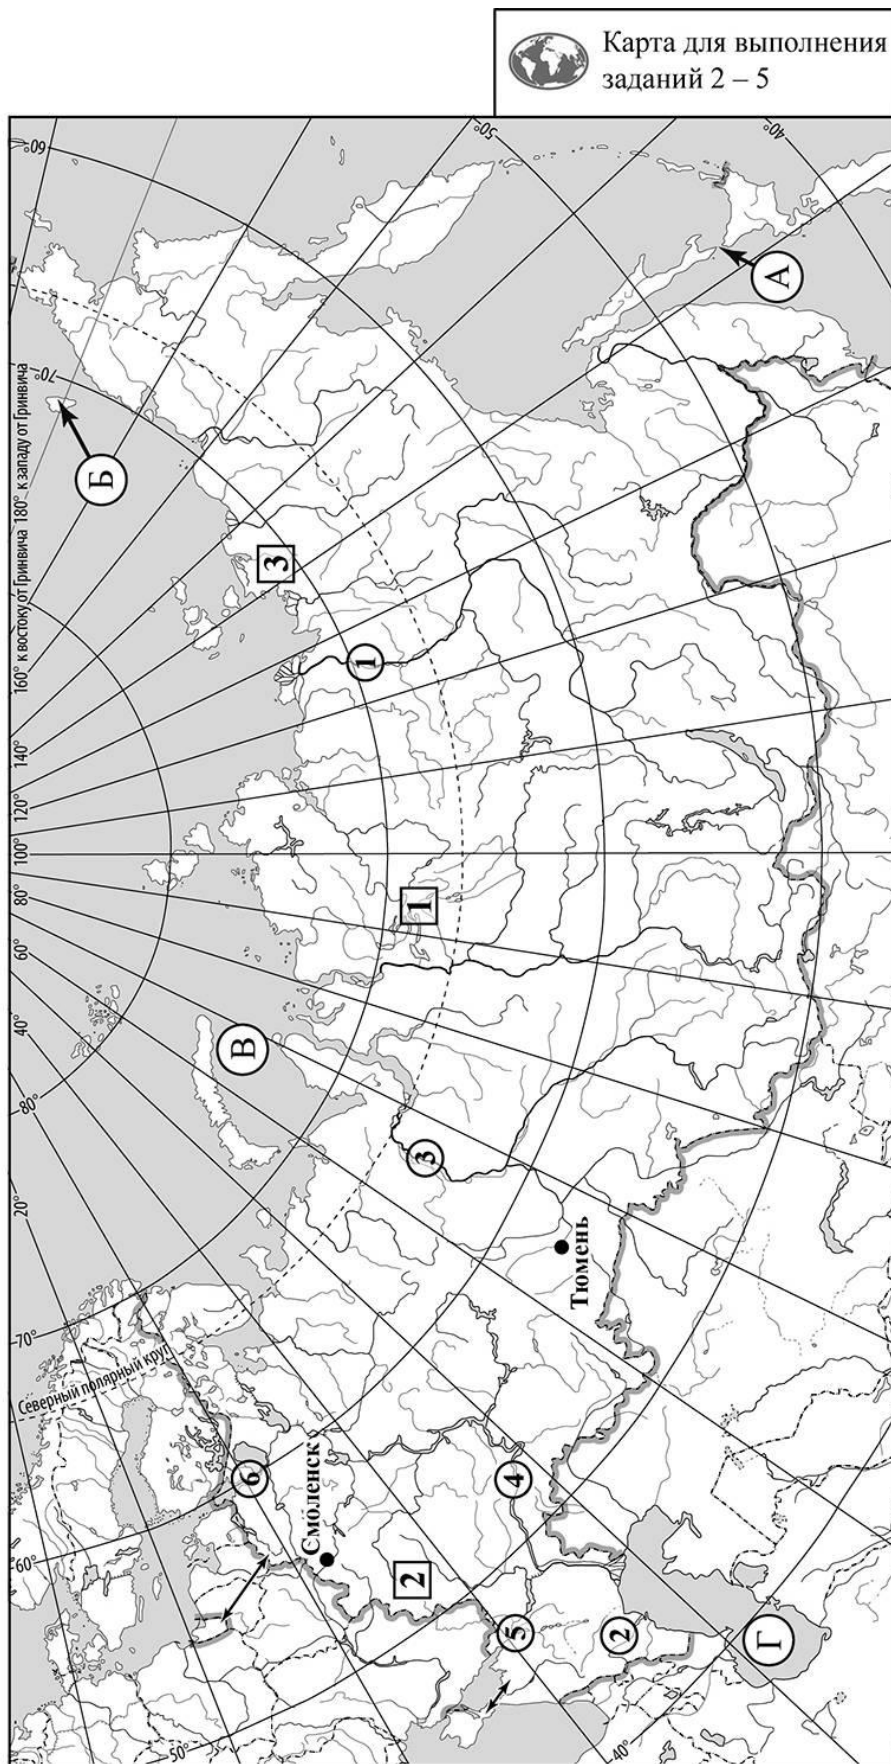 Карта для выполнения
заданий 2 – 5
60°
50°
40°
А
70°
160° к востоку от Гринвича 180° к западу от Гринвича
Б
3
1
140°
120°
100°
80°
60°
40°
1
В
80°
3
20°
Тюмень
70°
Северный полярный круг
6
4
Смоленск
60°
2
5
2
Г
50°
40°